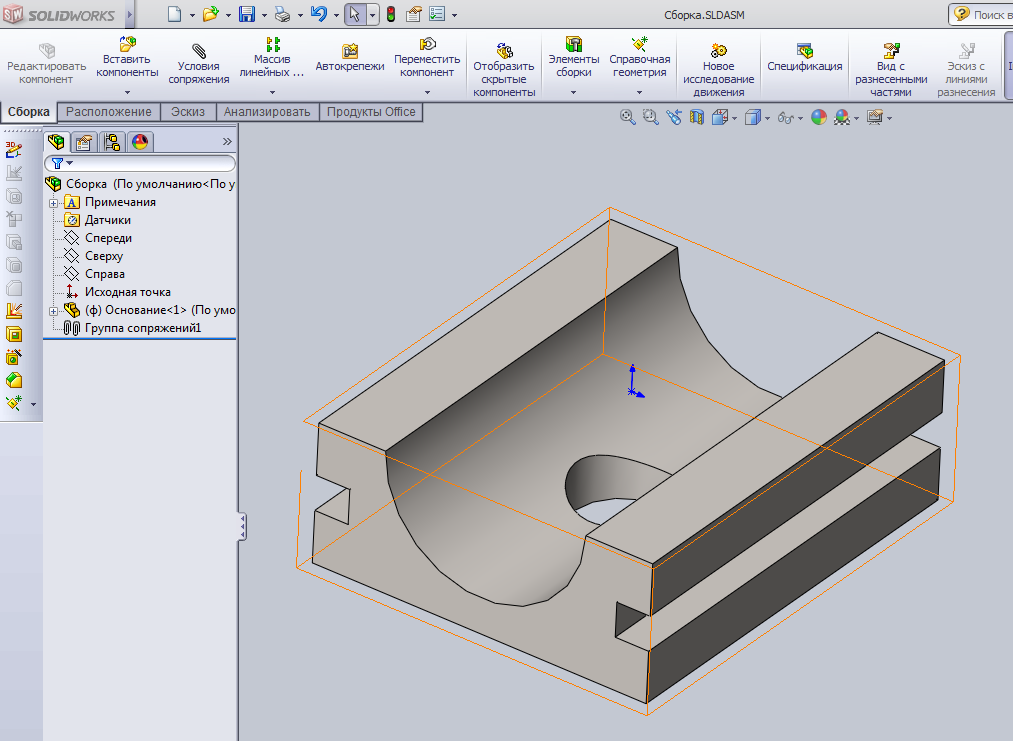 SW SOLIDWORKS
Сборка.SLDASM
Поиск в
Редактировать
компонент
Вставить
компоненты
Условия
сопряжения
Массив
линейных ...
Автокрепежи
Переместить
компонент
Отобразить
скрытые
компоненты
Элементы
сборки
Справочная
геометрия
Новое
исследование
движения
Спецификация
Вид с
разнесенными
частями
Эскиз с
линиями
разнесения
Сборка
Расположение
Эскиз
Анализировать
Продукты Office
3D
Сборка (По умолчанию<По у
A Примечания
Датчики
Спереди
Сверху
Справа
Исходная точка
(ф) Основание<1> (По умо
Группа сопряжений1